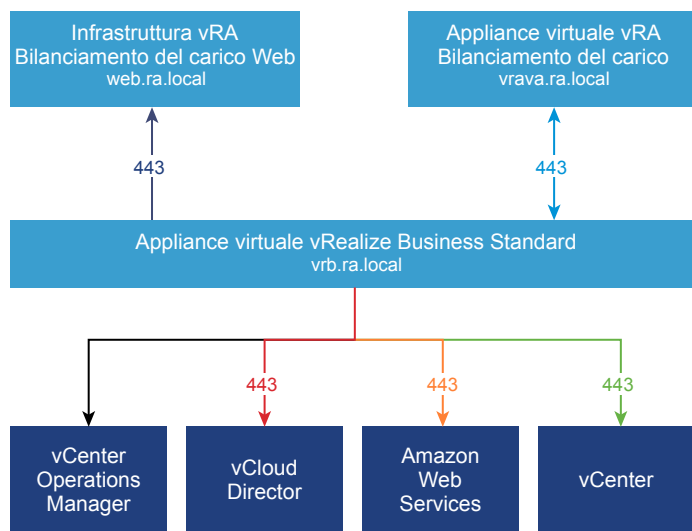 Infrastruttura vRA
Bilanciamento del carico Web
web.ra.local
Appliance virtuale vRA
Bilanciamento del carico
vrava.ra.local
443
443
Appliance virtuale vRealize Business Standard
vrb.ra.local
443
443
443
vCenter
Operations
Manager
vCloud
Director
Amazon
Web
Services
vCenter